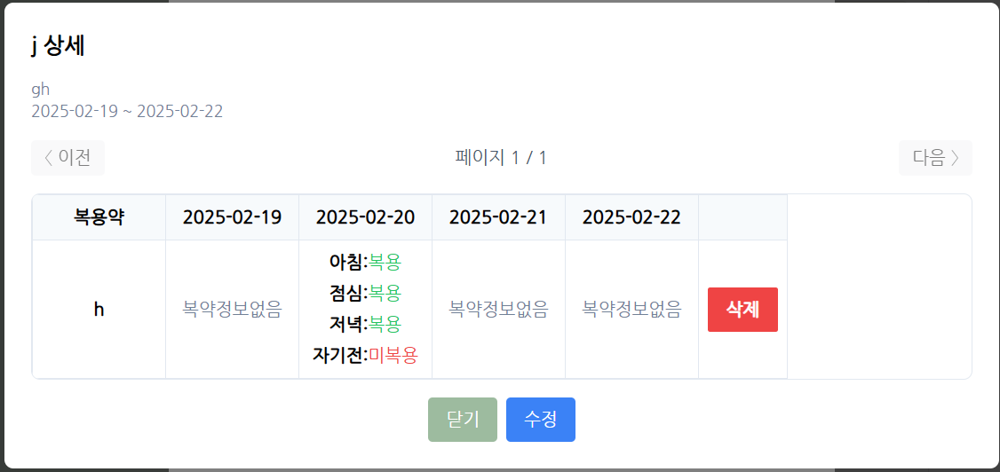 j 상세
gh
2025-02-19 ~ 2025-02-22
〈 이전 페이지 1 / 1 다음 〉
복용약 2025-02-19 2025-02-20 2025-02-21 2025-02-22
h 복약정보없음 아침:복용 복약정보없음 복약정보없음 삭제
점심:복용
저녁:복용
자기전:미복용
닫기 수정